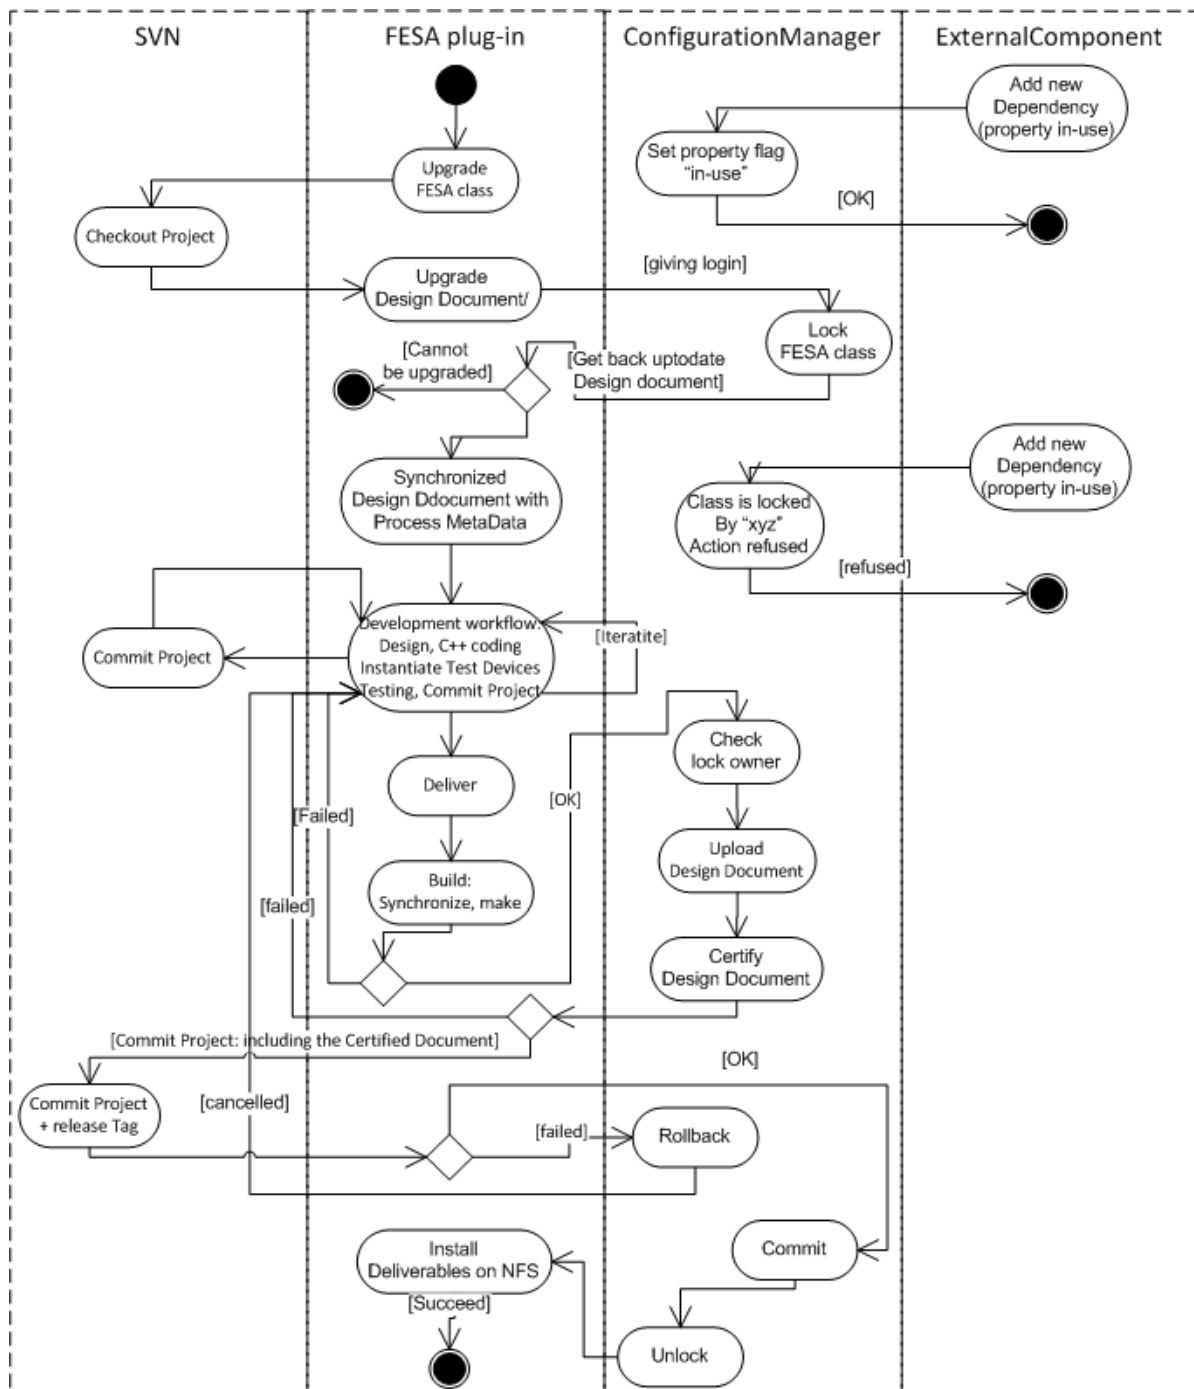 SVN
FESA plug-in
ConfigurationManager
ExternalComponent
Add new
Dependency
(property in-use)
Set property flag
“in-use”
Upgrade
FESA class
[OK]
Checkout Project
[giving login]
Upgrade
Design Document/
Lock
FESA class
[Cannot
be upgraded]
[Get back uptodate
Design document]
Add new
Dependency
(property in-use)
Synchronized
Design Ddocument with
Process MetaData
Class is locked
By “xyz”
Action refused
[refused]
Development workflow:
Design, C++ coding
Instantiate Test Devices
Testing, Commit Project
[Iteratite]
Commit Project
Check
lock owner
Deliver
[OK]
[Failed]
Upload
Design Document
Build:
Synchronize, make
[failed]
Certify
Design Document
[Commit Project: including the Certified Document]
[OK]
Commit Project
+ release Tag
[cancelled]
[failed]
Rollback
Install
Deliverables on NFS
Commit
[Succeed]
Unlock